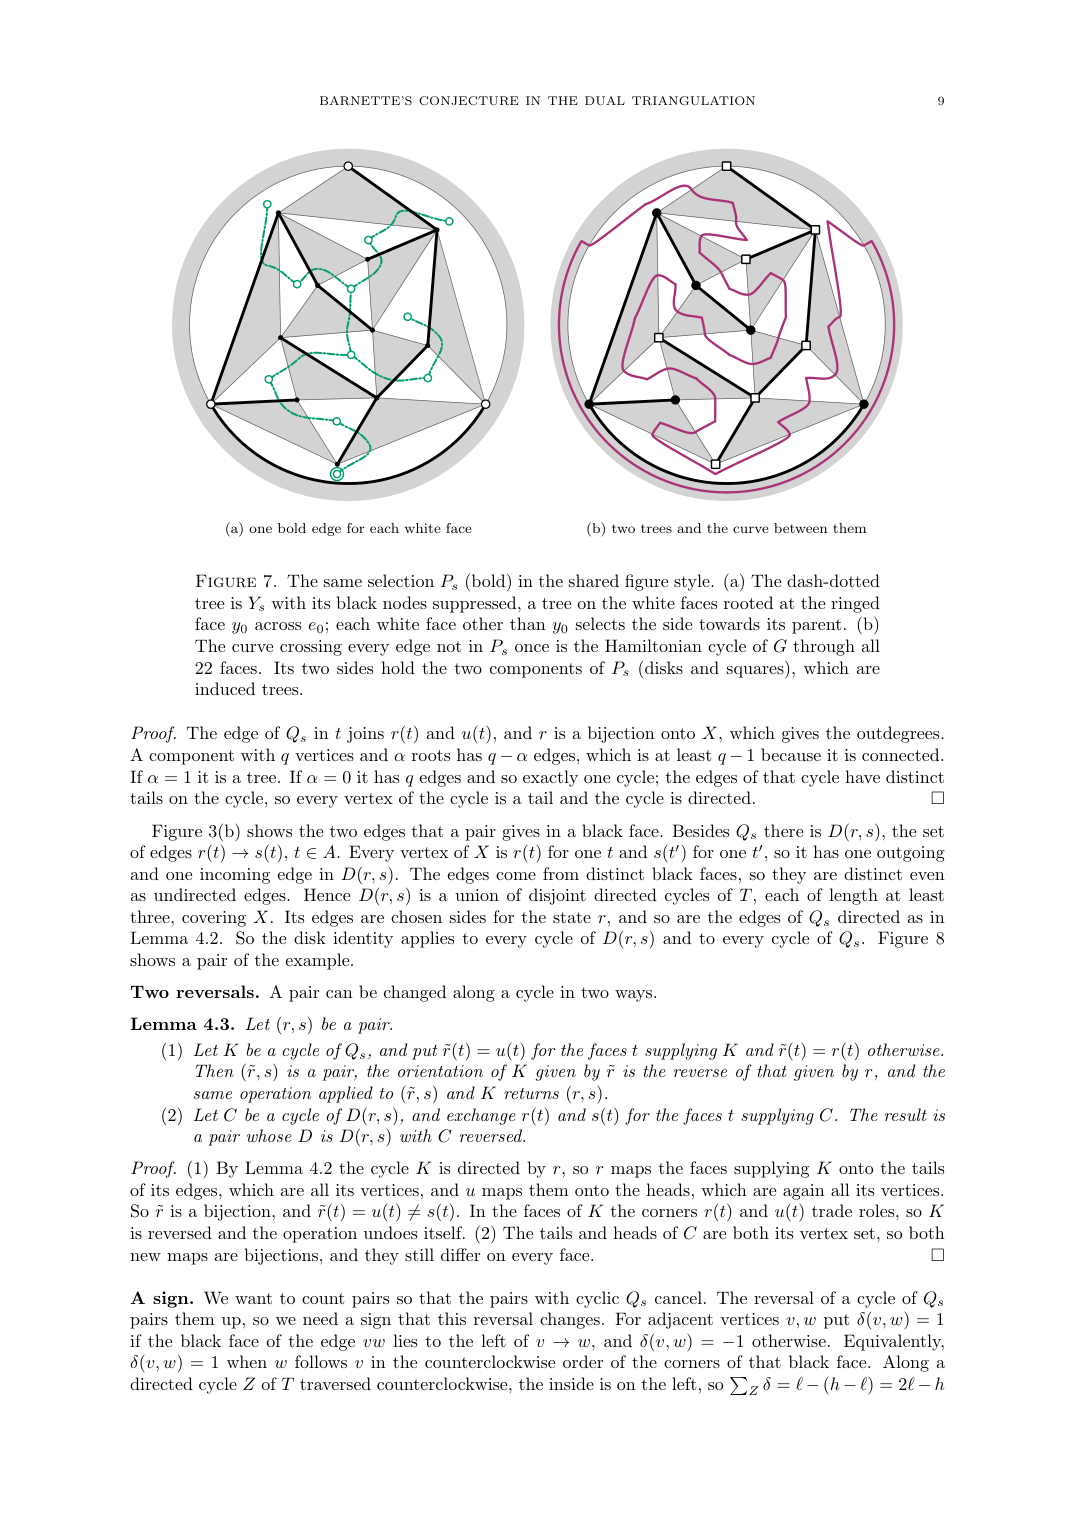 BARNETTE'S CONJECTURE IN THE DUAL TRIANGULATION 9
(a) one bold edge for each white face
(b) two trees and the curve between them
FIGURE 7. The same selection Pₛ (bold) in the shared figure style. (a) The dash-dotted
tree is Yₛ with its black nodes suppressed, a tree on the white faces rooted at the ringed
face y₀ across e₀; each white face other than y₀ selects the side towards its parent. (b)
The curve crossing every edge not in Pₛ once is the Hamiltonian cycle of G through all
22 faces. Its two sides hold the two components of Pₛ (disks and squares), which are
induced trees.
Proof. The edge of Qₛ in t joins r(t) and u(t), and r is a bijection onto X, which gives the outdegrees.
A component with q vertices and α roots has q − α edges, which is at least q − 1 because it is connected.
If α = 1 it is a tree. If α = 0 it has q edges and so exactly one cycle; the edges of that cycle have distinct
tails on the cycle, so every vertex of the cycle is a tail and the cycle is directed. □
Figure 3(b) shows the two edges that a pair gives in a black face. Besides Qₛ there is D(r, s), the set
of edges r(t) → s(t), t ∈ A. Every vertex of X is r(t) for one t and s(t′) for one t′, so it has one outgoing
and one incoming edge in D(r, s). The edges come from distinct black faces, so they are distinct even
as undirected edges. Hence D(r, s) is a union of disjoint directed cycles of T, each of length at least
three, covering X. Its edges are chosen sides for the state r, and so are the edges of Qₛ directed as in
Lemma 4.2. So the disk identity applies to every cycle of D(r, s) and to every cycle of Qₛ. Figure 8
shows a pair of the example.
Two reversals. A pair can be changed along a cycle in two ways.
Lemma 4.3. Let (r, s) be a pair.
(1) Let K be a cycle of Qₛ, and put r̃(t) = u(t) for the faces t supplying K and r̃(t) = r(t) otherwise.
Then (r̃, s) is a pair, the orientation of K given by r̃ is the reverse of that given by r, and the
same operation applied to (r̃, s) and K returns (r, s).
(2) Let C be a cycle of D(r, s), and exchange r(t) and s(t) for the faces t supplying C. The result is
a pair whose D is D(r, s) with C reversed.
Proof. (1) By Lemma 4.2 the cycle K is directed by r, so r maps the faces supplying K onto the tails
of its edges, which are all its vertices, and u maps them onto the heads, which are again all its vertices.
So r̃ is a bijection, and r̃(t) = u(t) ≠ s(t). In the faces of K the corners r(t) and u(t) trade roles, so K
is reversed and the operation undoes itself. (2) The tails and heads of C are both its vertex set, so both
new maps are bijections, and they still differ on every face. □
A sign. We want to count pairs so that the pairs with cyclic Qₛ cancel. The reversal of a cycle of Qₛ
pairs them up, so we need a sign that this reversal changes. For adjacent vertices v, w put δ(v, w) = 1
if the black face of the edge vw lies to the left of v → w, and δ(v, w) = −1 otherwise. Equivalently,
δ(v, w) = 1 when w follows v in the counterclockwise order of the corners of that black face. Along a
directed cycle Z of T traversed counterclockwise, the inside is on the left, so ∑_Z δ = ℓ − (h − ℓ) = 2ℓ − h